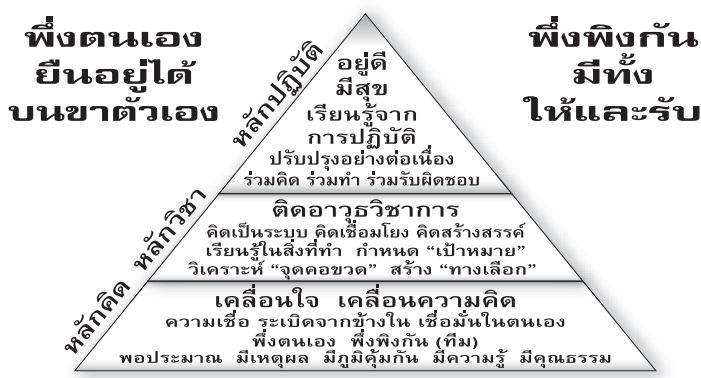 พึ่งตนเอง
ยืนอยู่ได้
บนขาตัวเอง
พึ่งพิงกัน
มีทั้ง
ให้และรับ
หลักปฏิบัติ
อยู่ดี
มีสุข
เรียนรู้จาก
การปฏิบัติ
ปรับปรุงอย่างต่อเนื่อง
ร่วมคิด ร่วมทำ ร่วมรับผิดชอบ
หลักวิชา
ติดอาวุธวิชาการ
คิดเป็นระบบ คิดเชื่อมโยง คิดสร้างสรรค์
เรียนรู้ในสิ่งที่ทำ กำหนด “เป้าหมาย”
วิเคราะห์ “จุดคอขวด” สร้าง “ทางเลือก”
หลักคิด
เคลื่อนใจ เคลื่อนความคิด
ความเชื่อ ระเบิดจากข้างใน เชื่อมั่นในตนเอง
พึ่งตนเอง พึ่งพิงกัน (ทีม)
พอประมาณ มีเหตุผล มีภูมิคุ้มกัน มีความรู้ มีคุณธรรม